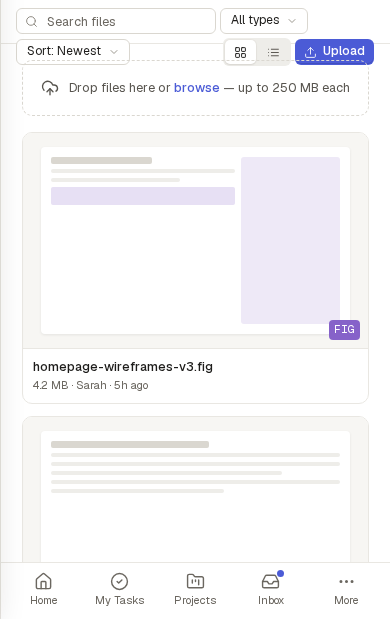 Search files
All types
Sort: Newest
Upload
Drop files here or browse — up to 250 MB each
FIG
homepage-wireframes-v3.fig
4.2 MB · Sarah · 5h ago
Home
My Tasks
Projects
Inbox
More